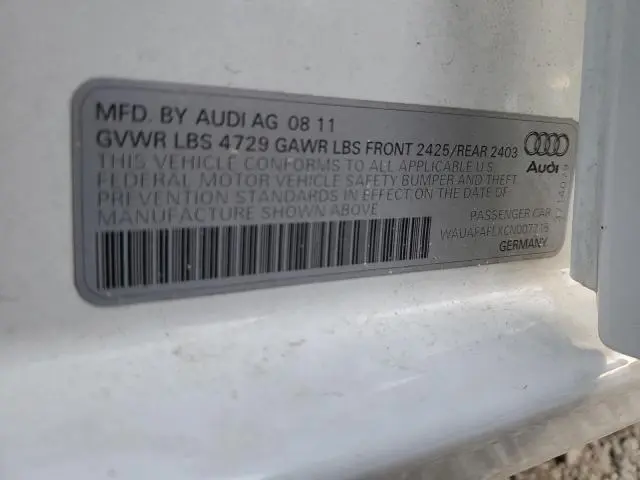 MFD. BY AUDI AG 08 11
GVWR LBS 4729 GAWR LBS FRONT 2425/REAR 2403
THIS VEHICLE CONFORMS TO ALL APPLICABLE U.S.
FEDERAL MOTOR VEHICLE SAFETY BUMPER AND THEFT
PREVENTION STANDARDS IN EFFECT ON THE DATE OF
MANUFACTURE SHOWN ABOVE
Audi
PASSENGER CAR
GERMANY